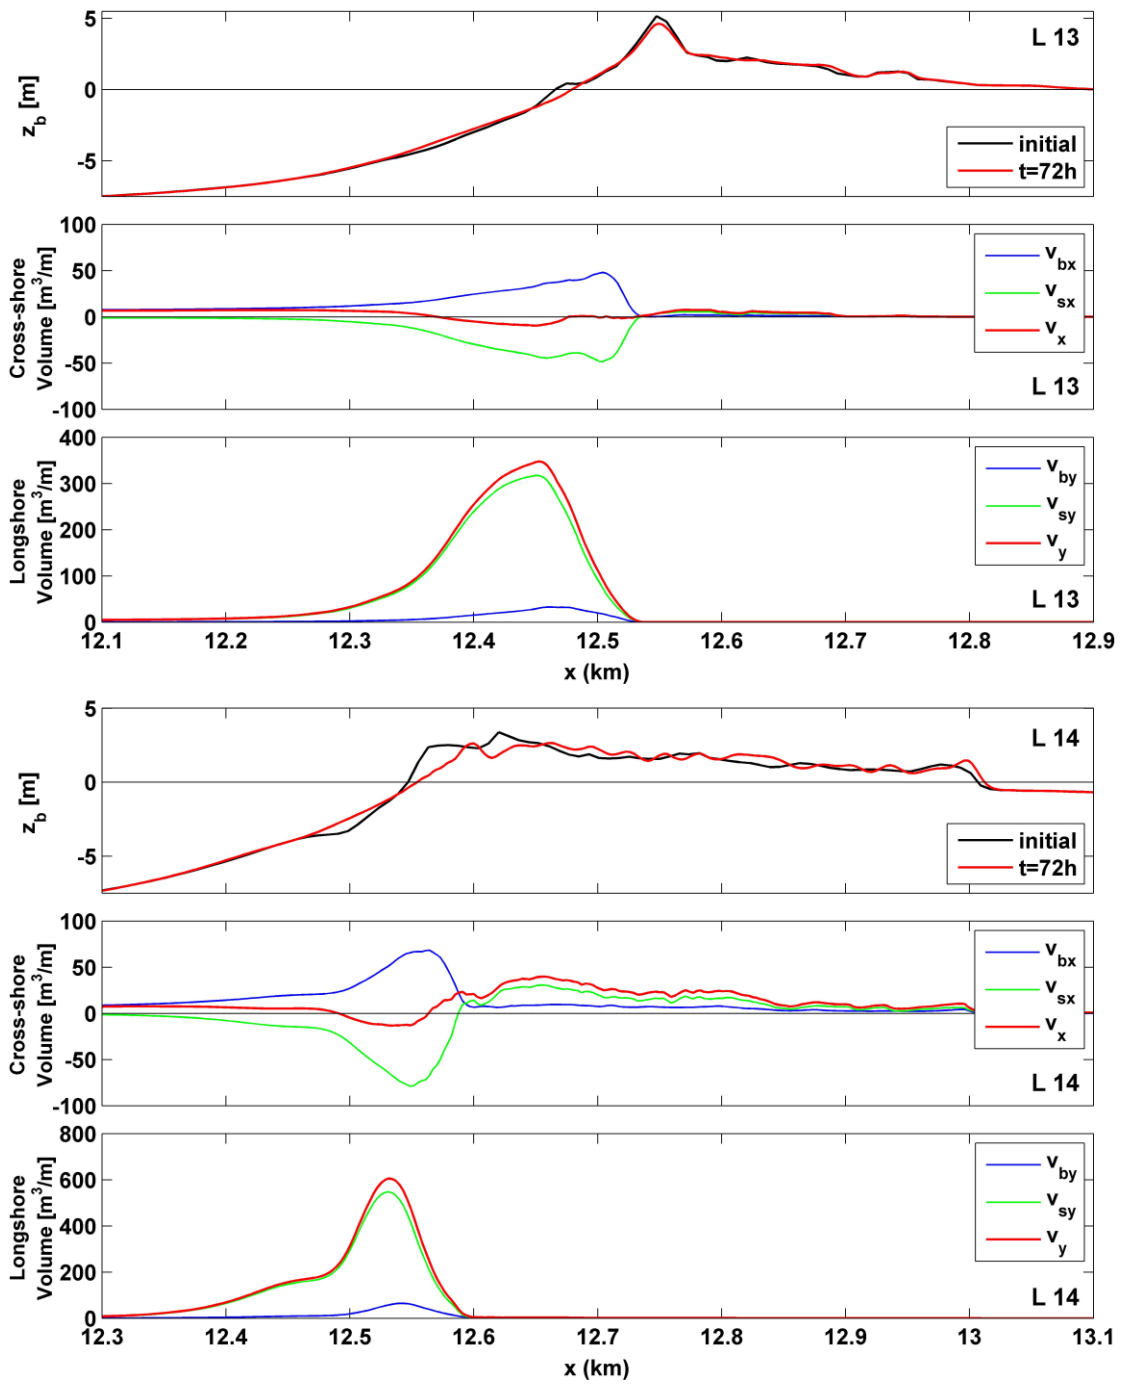 5
0
-5
z_b [m]
L 13
initial
t=72h
100
50
0
-50
-100
Cross-shore
Volume [m³/m]
v_bx
v_sx
v_x
L 13
400
300
200
100
0
Longshore
Volume [m³/m]
v_by
v_sy
v_y
L 13
12.1 12.2 12.3 12.4 12.5 12.6 12.7 12.8 12.9
x (km)
5
0
-5
z_b [m]
L 14
initial
t=72h
100
50
0
-50
-100
Cross-shore
Volume [m³/m]
v_bx
v_sx
v_x
L 14
800
600
400
200
0
Longshore
Volume [m³/m]
v_by
v_sy
v_y
L 14
12.3 12.4 12.5 12.6 12.7 12.8 12.9 13 13.1
x (km)